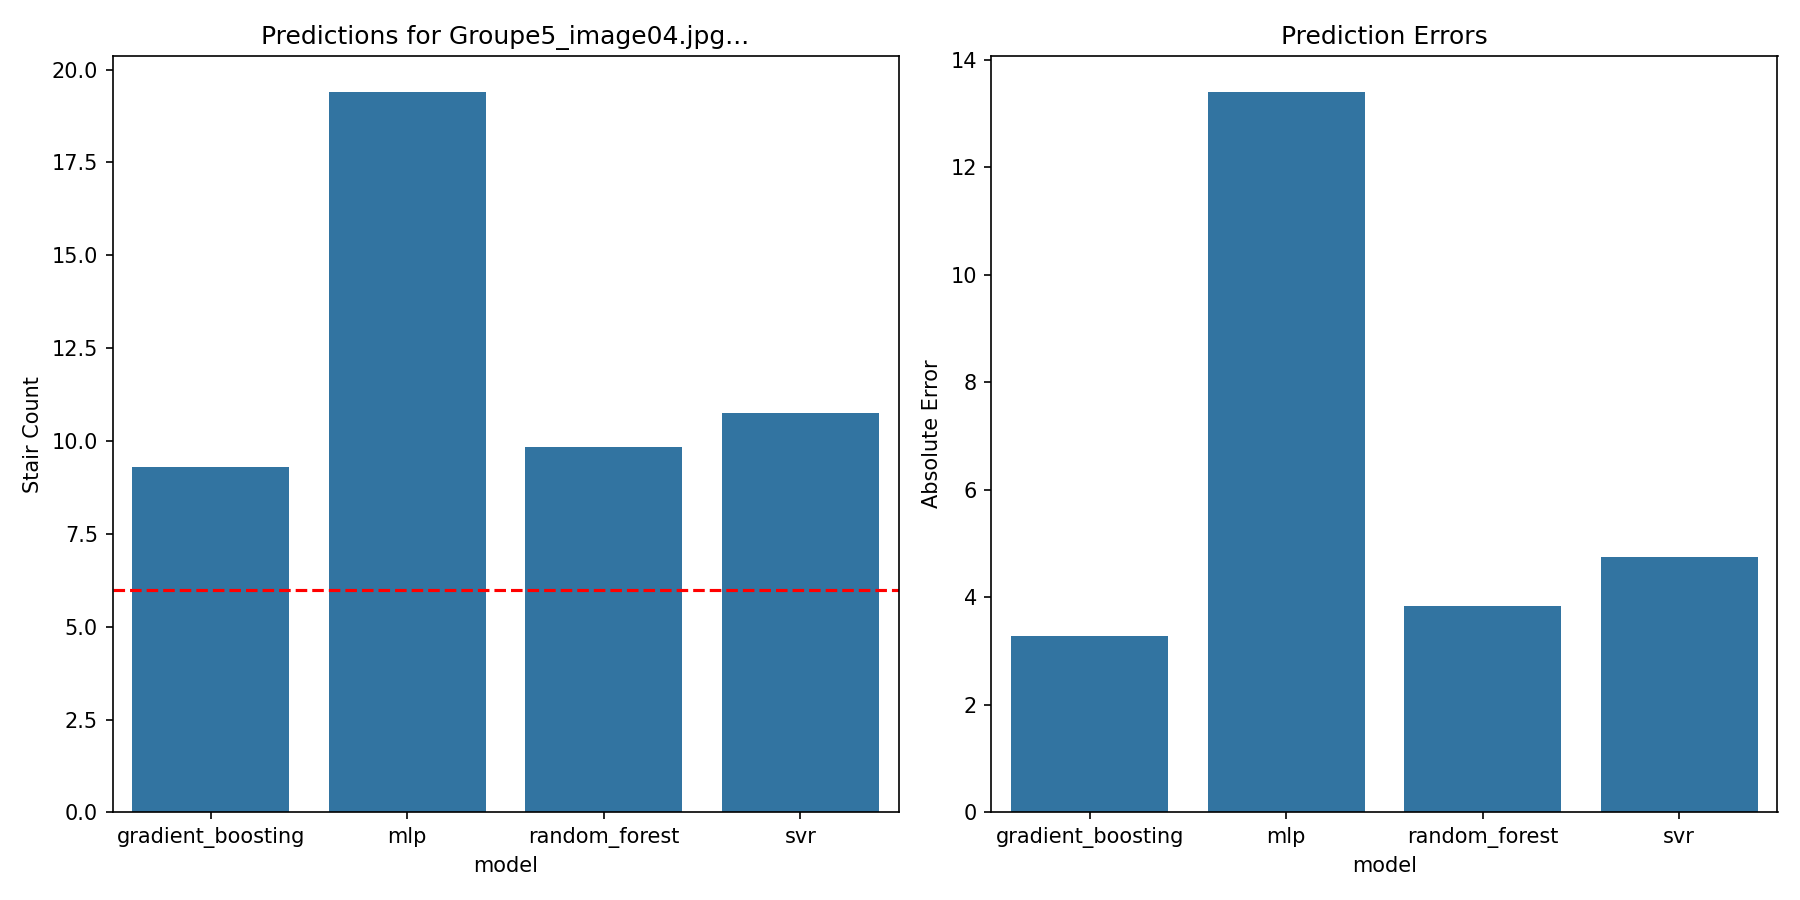 Predictions for Groupe5_image04.jpg...
Stair Count
20.0
17.5
15.0
12.5
10.0
7.5
5.0
2.5
0.0
gradient_boosting mlp random_forest svr
model
Prediction Errors
Absolute Error
14
12
10
8
6
4
2
0
gradient_boosting mlp random_forest svr
model